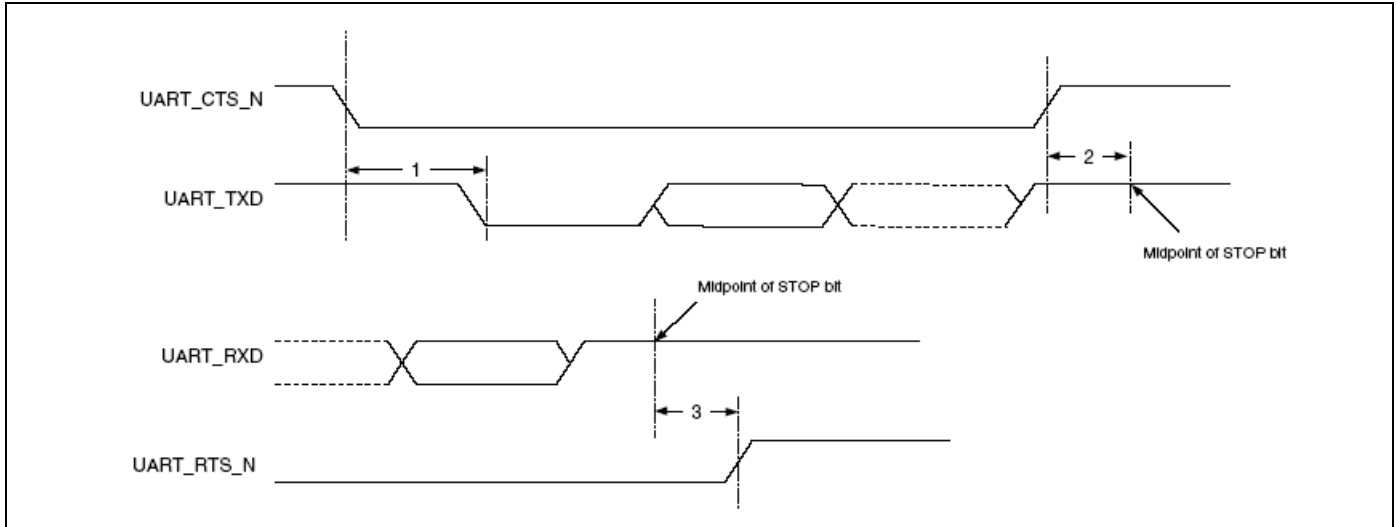 UART_CTS_N
1
2
UART_TXD
Midpoint of STOP bit
Midpoint of STOP bit
UART_RXD
3
UART_RTS_N